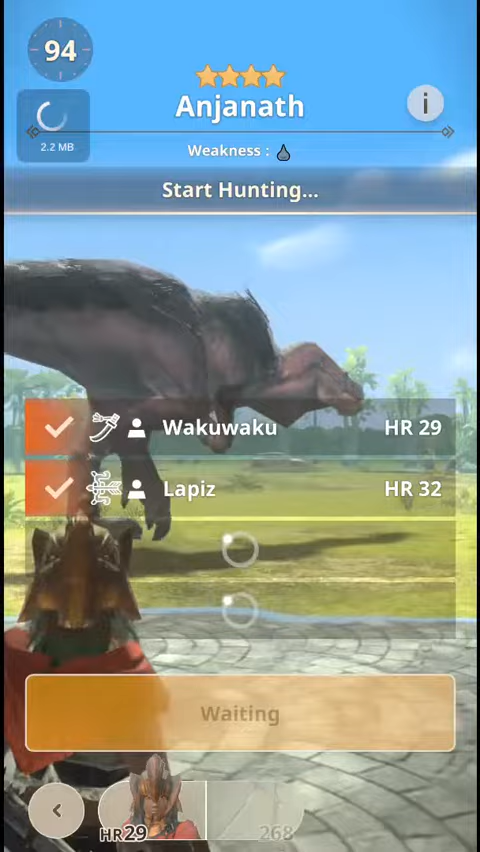 94
2.2 MB
Anjanath
i
Weakness :
Start Hunting...
Wakuwaku HR 29
Lapiz HR 32
Waiting
HR29 268